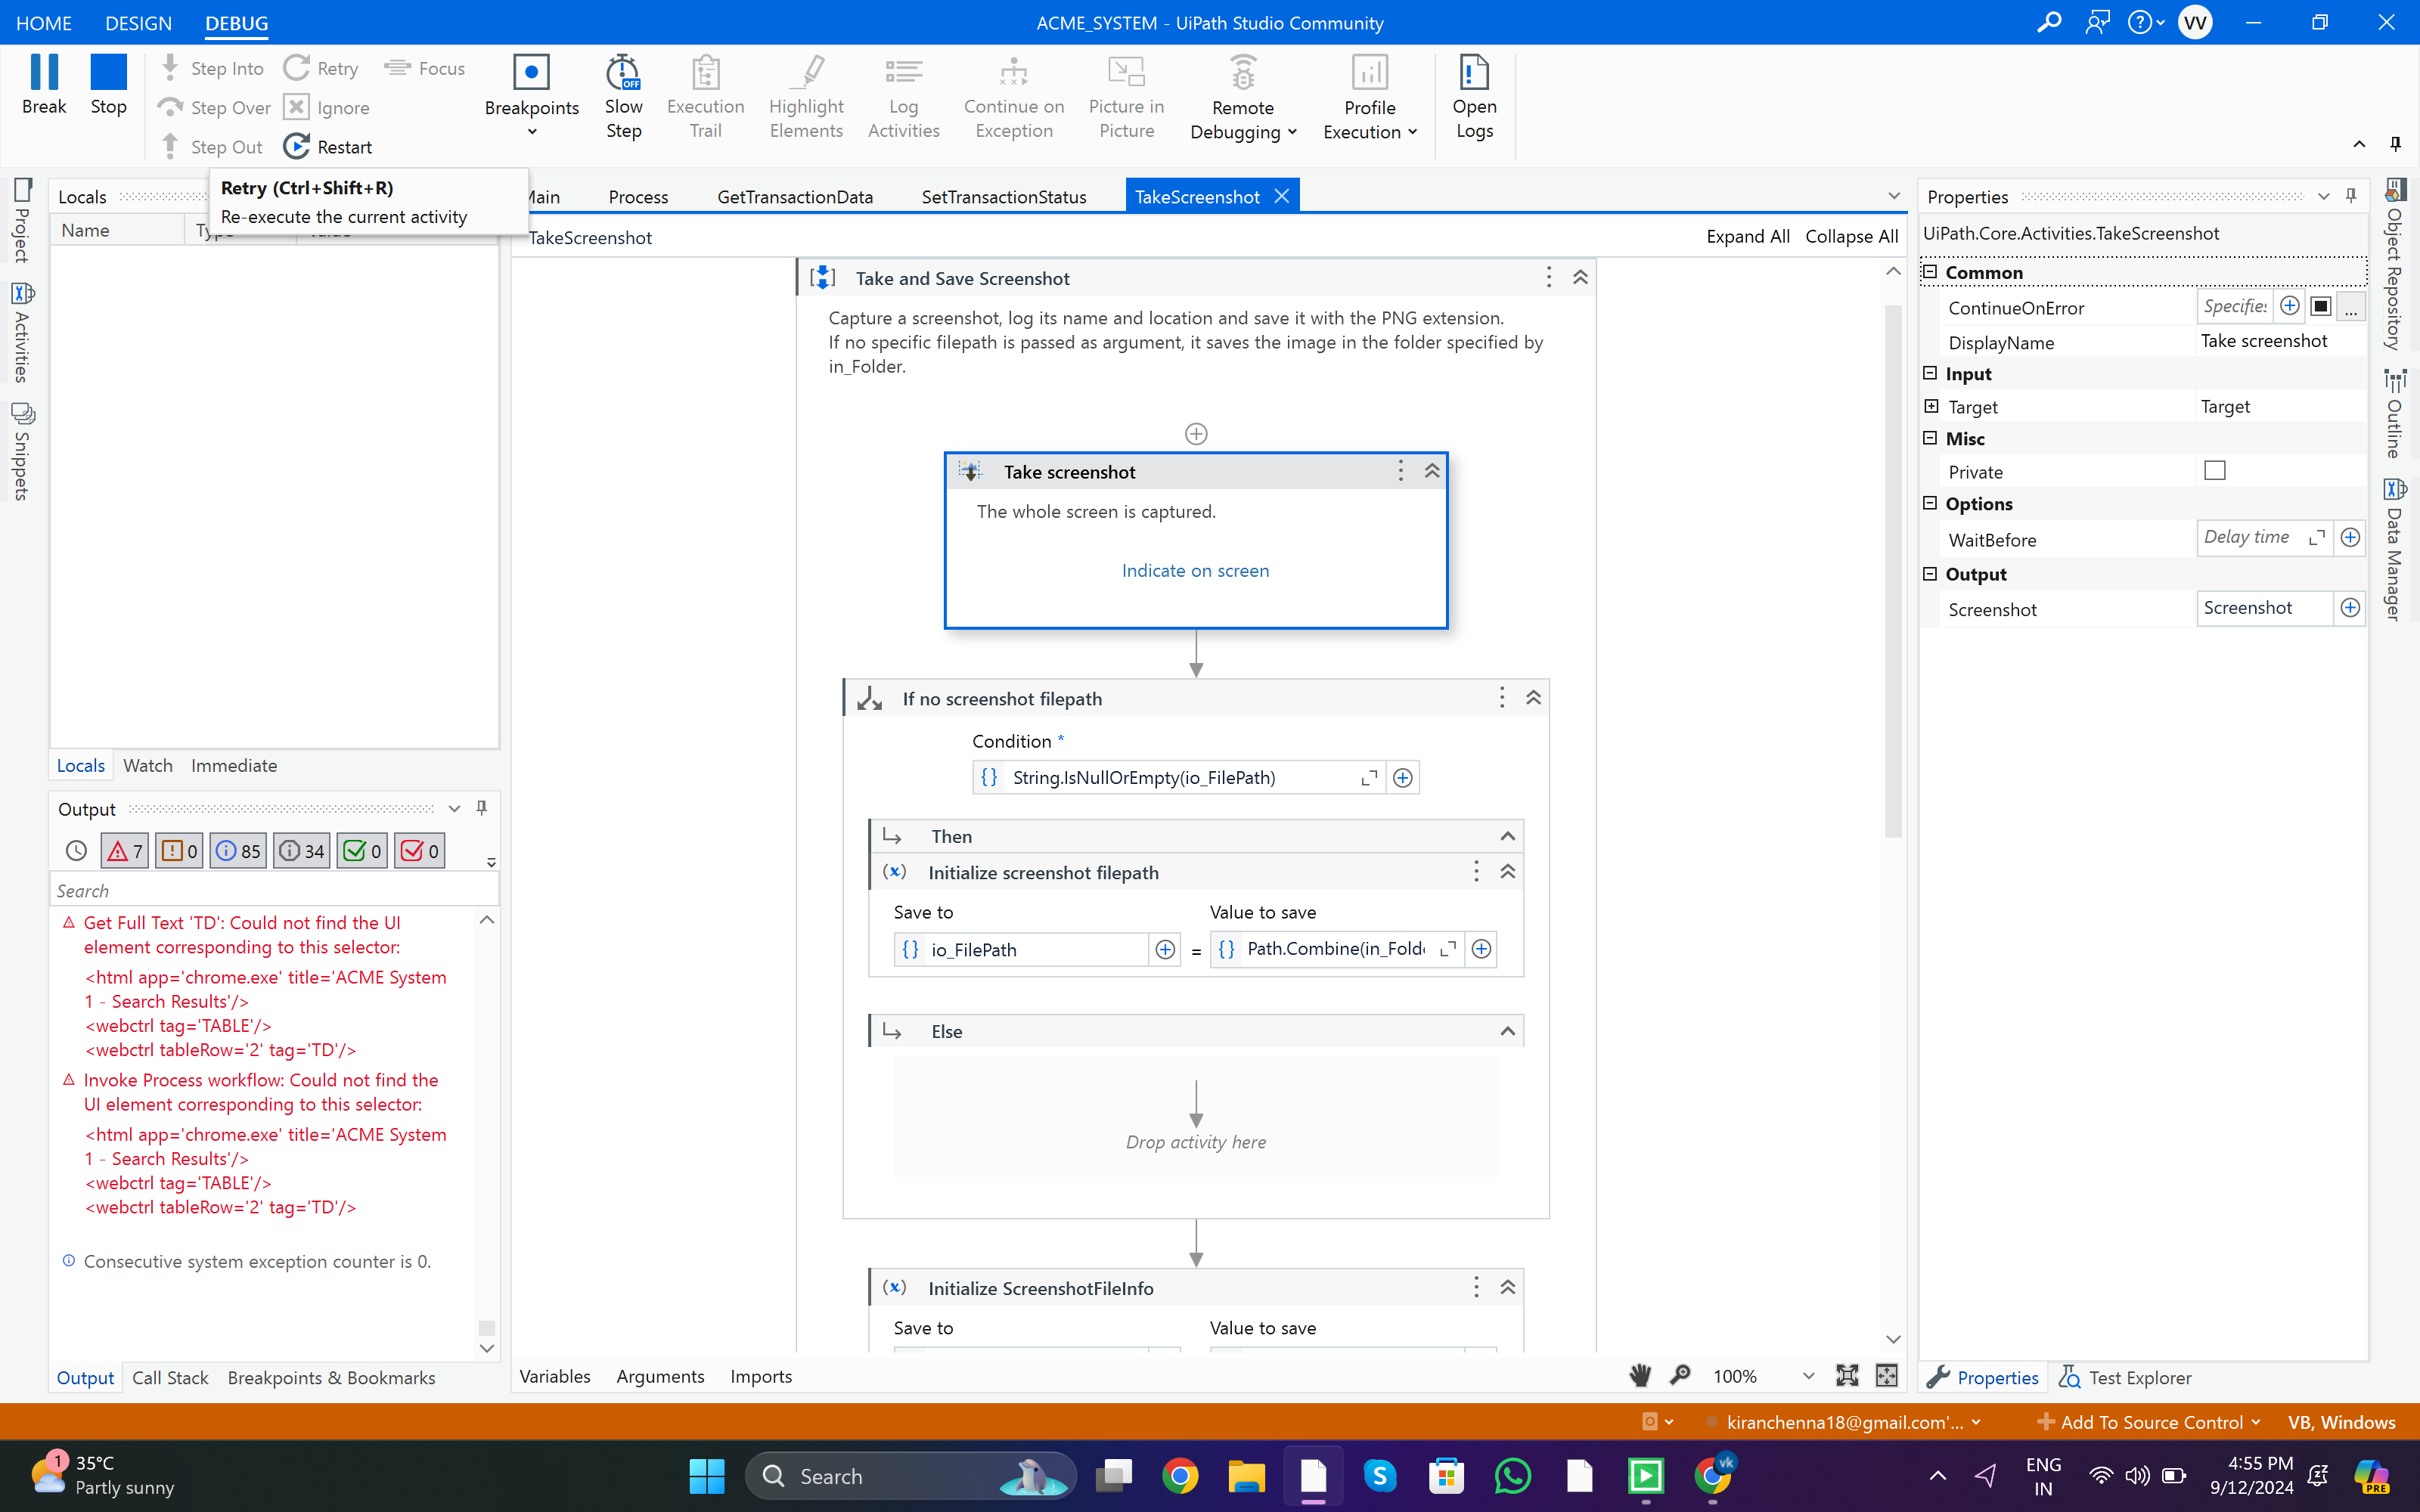 HOME DESIGN DEBUG
ACME_SYSTEM - UiPath Studio Community
VV
Break
Stop
Step Into
Step Over
Step Out
Retry
Ignore
Restart
Focus
Breakpoints
Slow
Step
OFF
Execution
Trail
Highlight
Elements
Log
Activities
Continue on
Exception
Picture in
Picture
Remote
Debugging
Profile
Execution
Open
Logs
Project
Activities
Snippets
Locals
Name
Retry (Ctrl+Shift+R)
Re-execute the current activity
Process GetTransactionData SetTransactionStatus TakeScreenshot
TakeScreenshot
Expand All Collapse All
Take and Save Screenshot
Capture a screenshot, log its name and location and save it with the PNG extension.
If no specific filepath is passed as argument, it saves the image in the folder specified by
in_Folder.
Take screenshot
The whole screen is captured.
Indicate on screen
If no screenshot filepath
Condition *
{} String.IsNullOrEmpty(io_FilePath)
Then
(x) Initialize screenshot filepath
Save to Value to save
{} io_FilePath = {} Path.Combine(in_Fold
Else
Drop activity here
(x) Initialize ScreenshotFileInfo
Save to Value to save
Variables Arguments Imports
100%
Locals Watch Immediate
Output
7 0 85 34 0 0
Search
Get Full Text 'TD': Could not find the UI
element corresponding to this selector:
<html app='chrome.exe' title='ACME System
1 - Search Results'/>
<webctrl tag='TABLE'/>
<webctrl tableRow='2' tag='TD'/>
Invoke Process workflow: Could not find the
UI element corresponding to this selector:
<html app='chrome.exe' title='ACME System
1 - Search Results'/>
<webctrl tag='TABLE'/>
<webctrl tableRow='2' tag='TD'/>
Consecutive system exception counter is 0.
Output Call Stack Breakpoints & Bookmarks
Properties
UiPath.Core.Activities.TakeScreenshot
Common
ContinueOnError Specifies ...
DisplayName Take screenshot
Input
Target Target
Misc
Private
Options
WaitBefore Delay time
Output
Screenshot Screenshot
Properties Test Explorer
Object Repository
Outline
Data Manager
kiranchenna18@gmail.com'...
Add To Source Control
VB, Windows
1
35°C
Partly sunny
Search
vk
ENG
IN
4:55 PM
9/12/2024
PRE